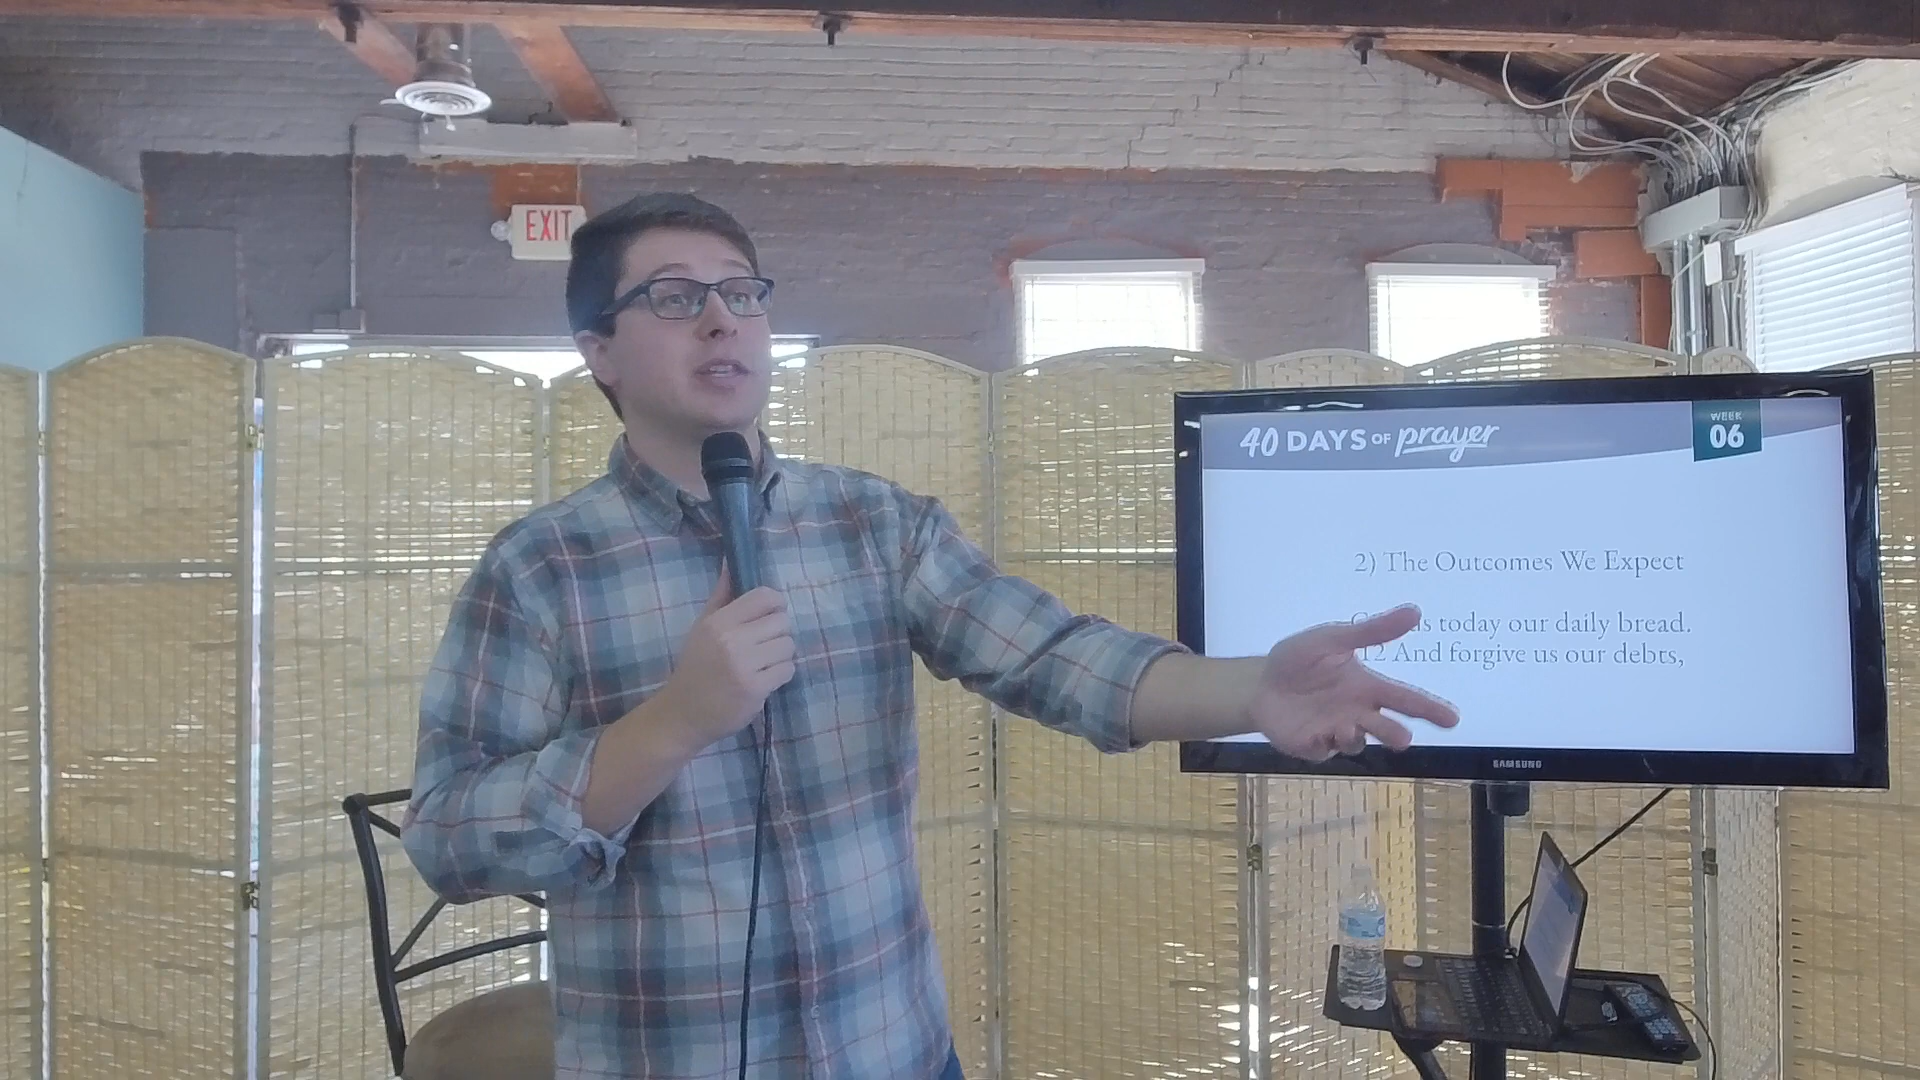 EXIT
40 DAYS OF prayer
WEEK
06
2) The Outcomes We Expect
us today our daily bread.
12 And forgive us our debts,
SAMSUNG